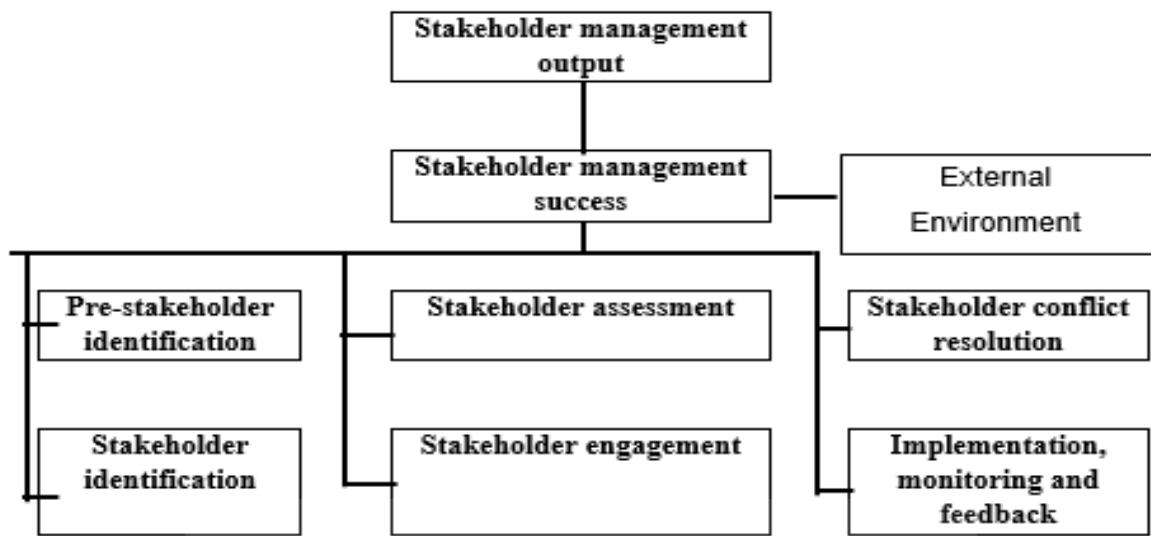 Stakeholder management
output
Stakeholder management
success
External
Environment
Pre-stakeholder
identification
Stakeholder assessment
Stakeholder conflict
resolution
Stakeholder
identification
Stakeholder engagement
Implementation,
monitoring and
feedback